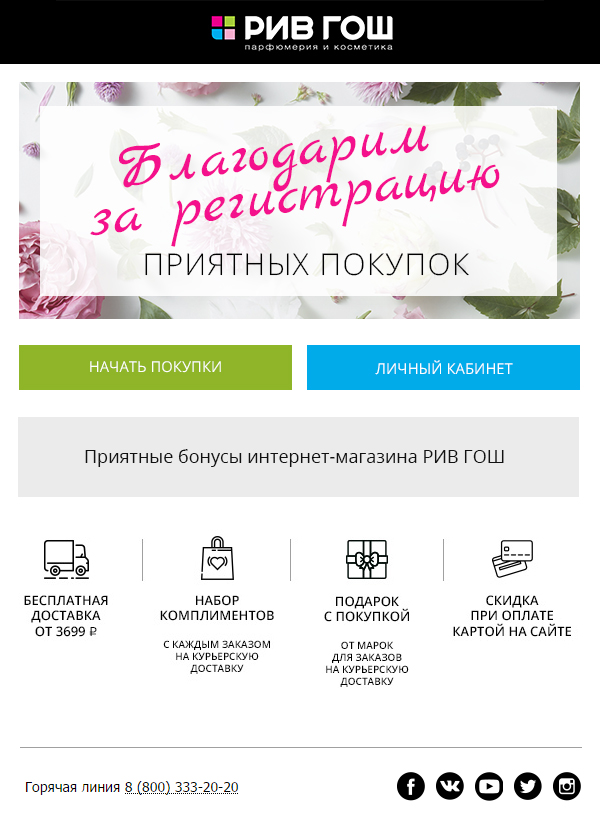 РИВ ГОШ
парфюмерия и косметика
Благодарим
за регистрацию
ПРИЯТНЫХ ПОКУПОК
НАЧАТЬ ПОКУПКИ
ЛИЧНЫЙ КАБИНЕТ
Приятные бонусы интернет-магазина РИВ ГОШ
БЕСПЛАТНАЯ
ДОСТАВКА
ОТ 3699 ₽
НАБОР
КОМПЛИМЕНТОВ
С КАЖДЫМ ЗАКАЗОМ
НА КУРЬЕРСКУЮ
ДОСТАВКУ
ПОДАРОК
С ПОКУПКОЙ
ОТ МАРОК
ДЛЯ ЗАКАЗОВ
НА КУРЬЕРСКУЮ
ДОСТАВКУ
СКИДКА
ПРИ ОПЛАТЕ
КАРТОЙ НА САЙТЕ
Горячая линия 8 (800) 333-20-20